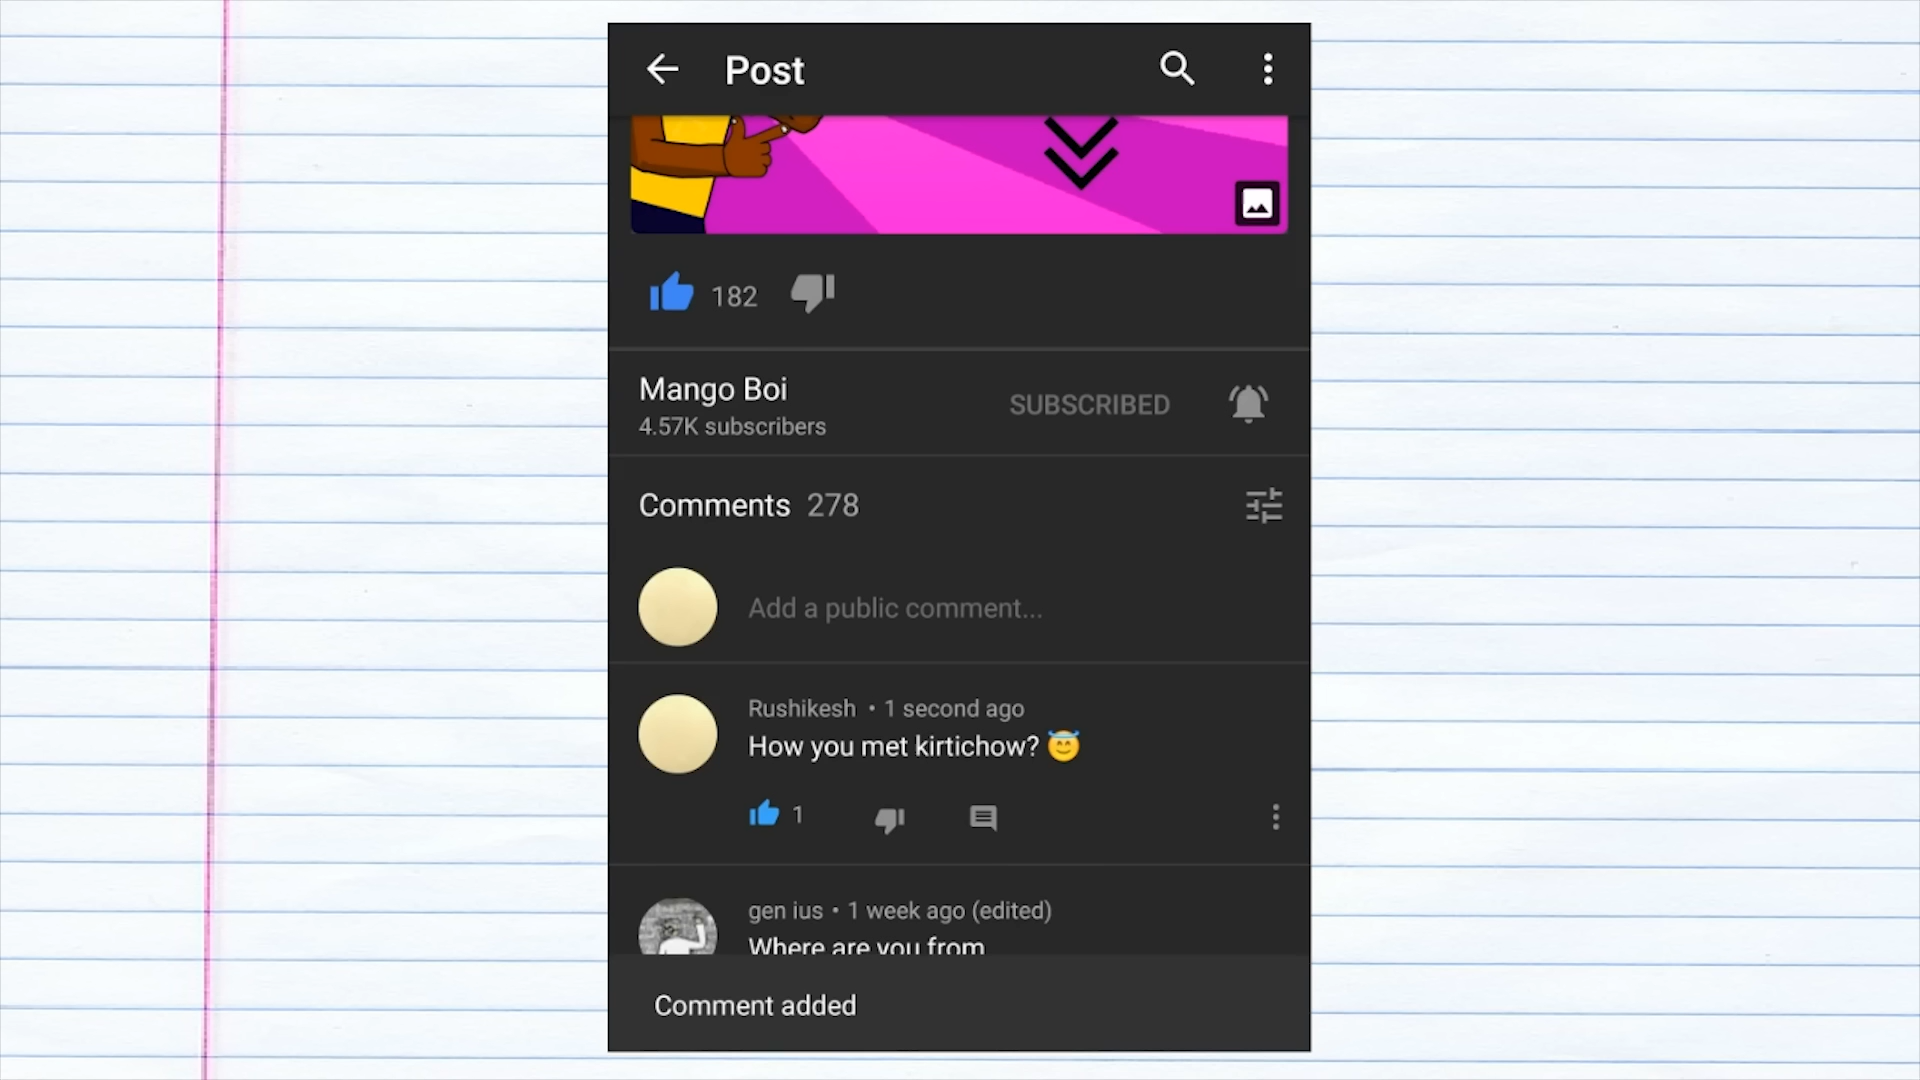 Post
182
Mango Boi
4.57K subscribers
SUBSCRIBED
Comments 278
Add a public comment...
Rushikesh • 1 second ago
How you met kirtichow? 😇
1
gen ius • 1 week ago (edited)
Where are you from
Comment added